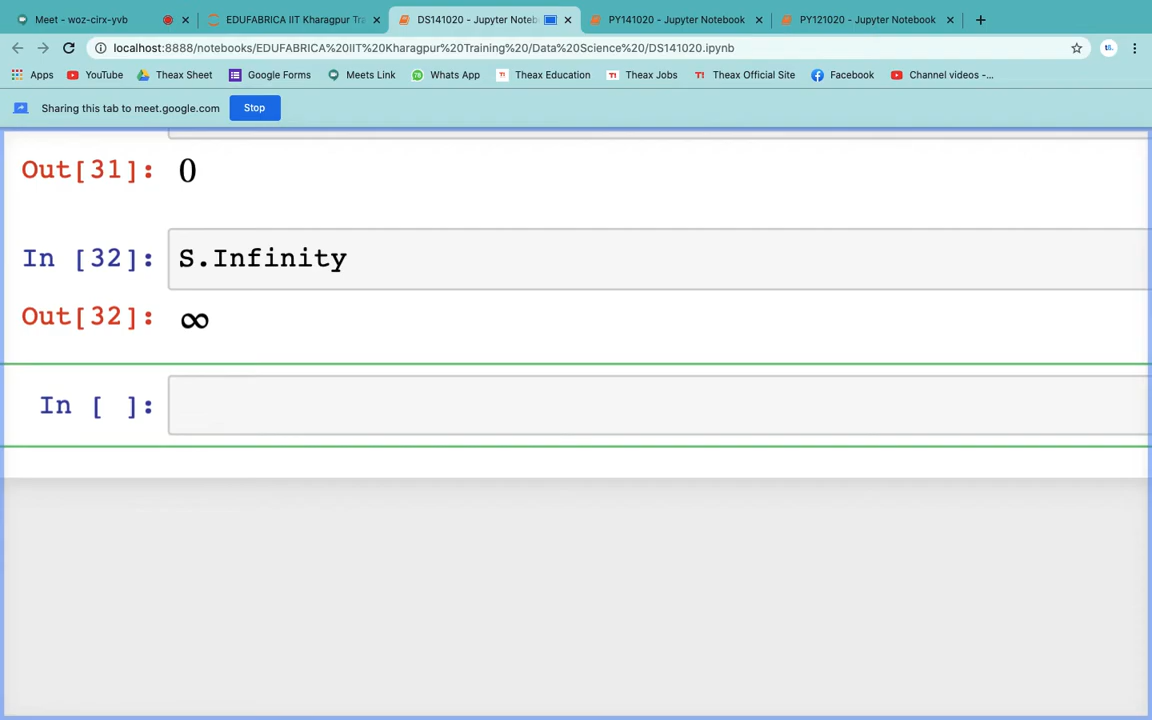 Meet - woz-cirx-yvb
EDUFABRICA IIT Kharagpur Tra
DS141020 - Jupyter Noteb
PY141020 - Jupyter Notebook
PY121020 - Jupyter Notebook
localhost:8888/notebooks/EDUFABRICA%20IIT%20Kharagpur%20Training%20/Data%20Science%20/DS141020.ipynb
Apps
YouTube
Theax Sheet
Google Forms
Meets Link
Whats App
Theax Education
Theax Jobs
Theax Official Site
Facebook
Channel videos -...
Sharing this tab to meet.google.com
Stop
Out[31]: 0
In [32]: S.Infinity
Out[32]: ∞
In [ ]: